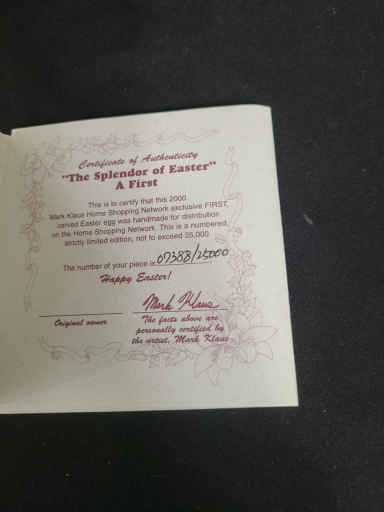 Certificate of Authenticity
"The Splendor of Easter"
A First
This is to certify that this 2000
Mark Klaus Home Shopping Network exclusive FIRST,
carved Easter egg was handmade for distribution
on the Home Shopping Network. This is a numbered,
strictly limited edition, not to exceed 25,000.
The number of your piece is 07388/25000
Happy Easter!
Mark Klaus
Original owner
The facts above are
personally certified by
the artist, Mark Klaus